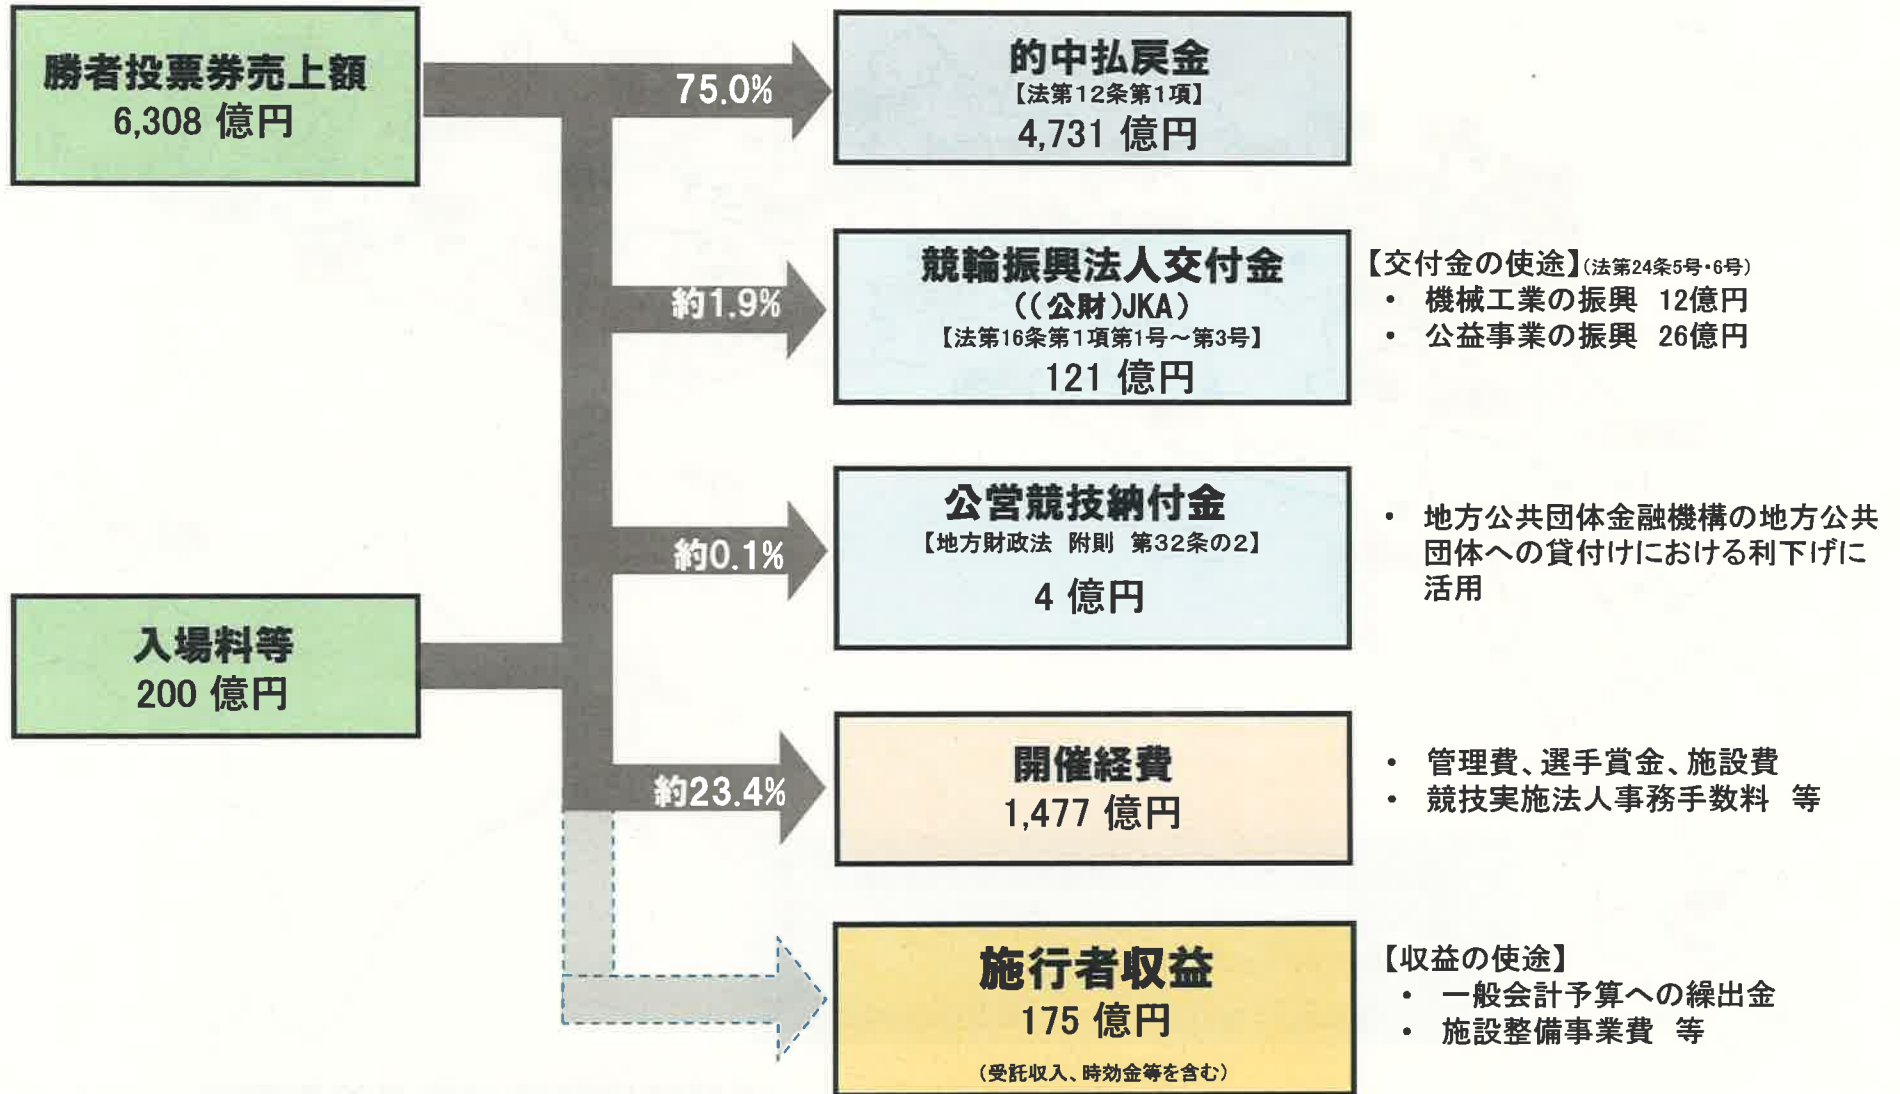 勝者投票券売上額
6,308 億円
75.0%
的中払戻金
【法第12条第1項】
4,731 億円
約1.9%
競輪振興法人交付金
((公財)JKA)
【法第16条第1項第1号～第3号】
121 億円
【交付金の使途】(法第24条5号・6号)
• 機械工業の振興 12億円
• 公益事業の振興 26億円
約0.1%
公営競技納付金
【地方財政法 附則 第32条の2】
4 億円
• 地方公共団体金融機構の地方公共
団体への貸付けにおける利下げに
活用
入場料等
200 億円
約23.4%
開催経費
1,477 億円
• 管理費、選手賞金、施設費
• 競技実施法人事務手数料 等
施行者収益
175 億円
(受託収入、時効金等を含む)
【収益の使途】
• 一般会計予算への繰出金
• 施設整備事業費 等